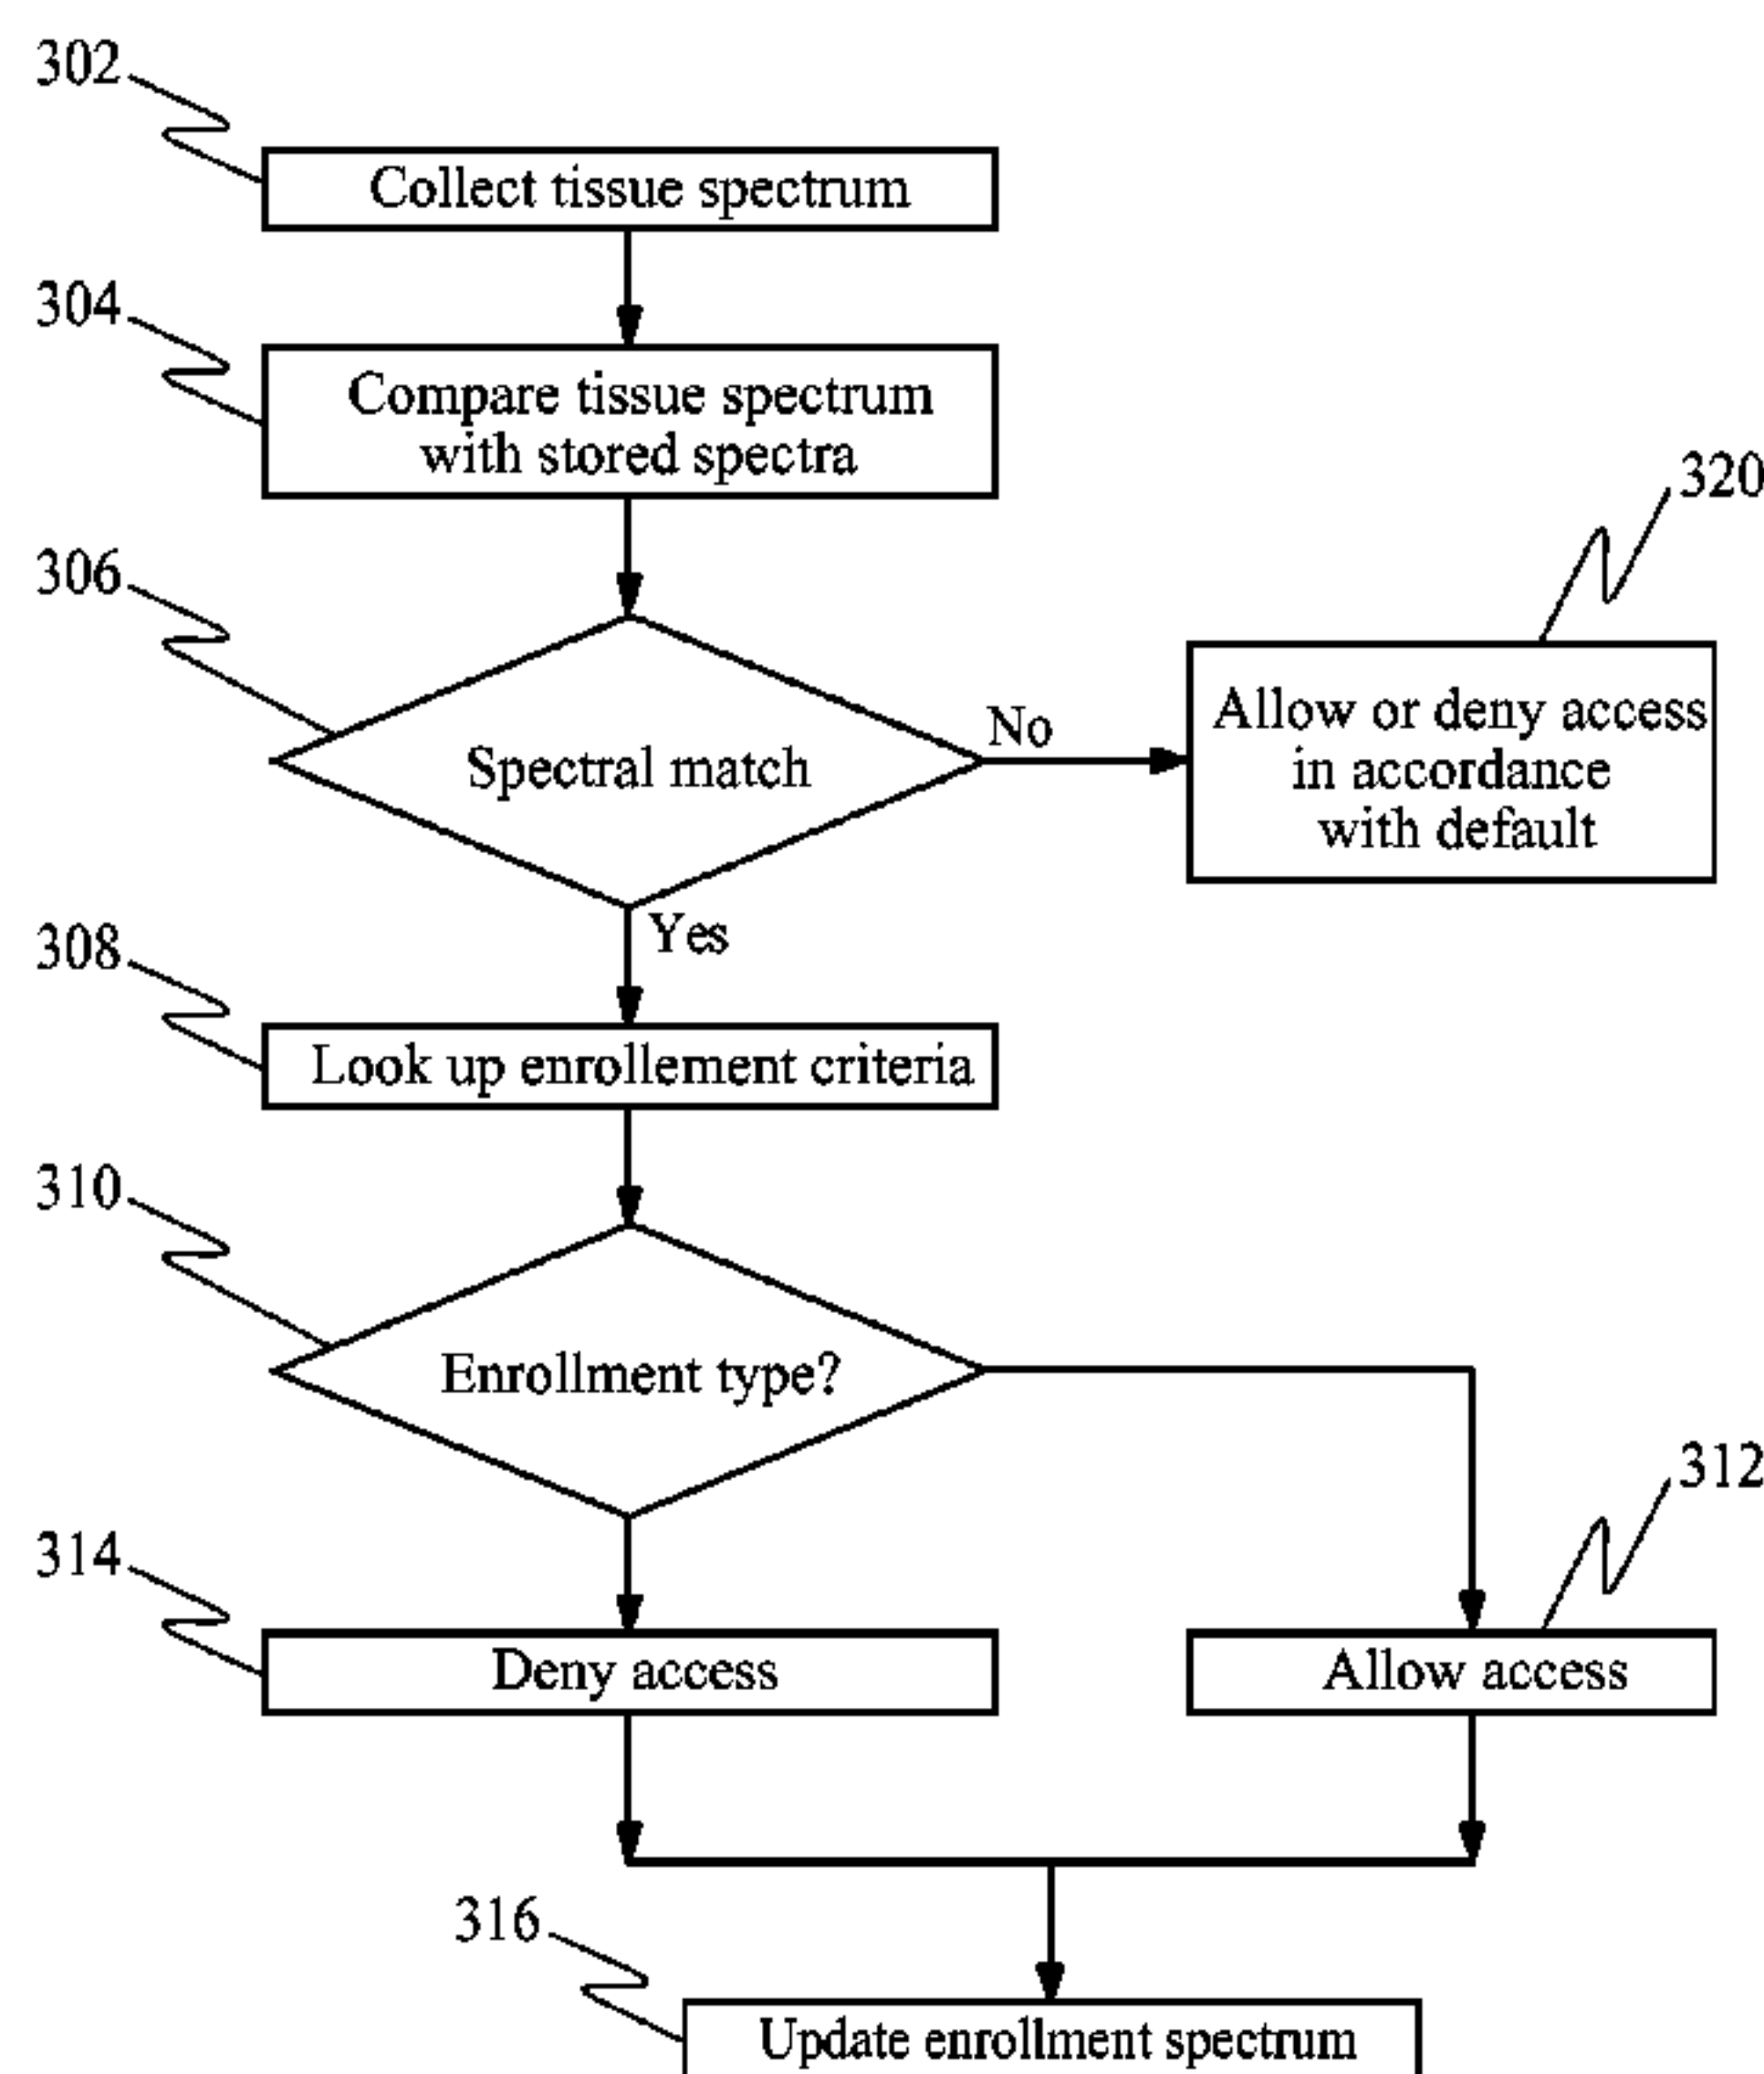 302
Collect tissue spectrum
304
Compare tissue spectrum
with stored spectra
306
Spectral match
No
320
Allow or deny access
in accordance
with default
Yes
308
Look up enrollement criteria
310
Enrollment type?
312
314
Deny access
Allow access
316
Update enrollment spectrum